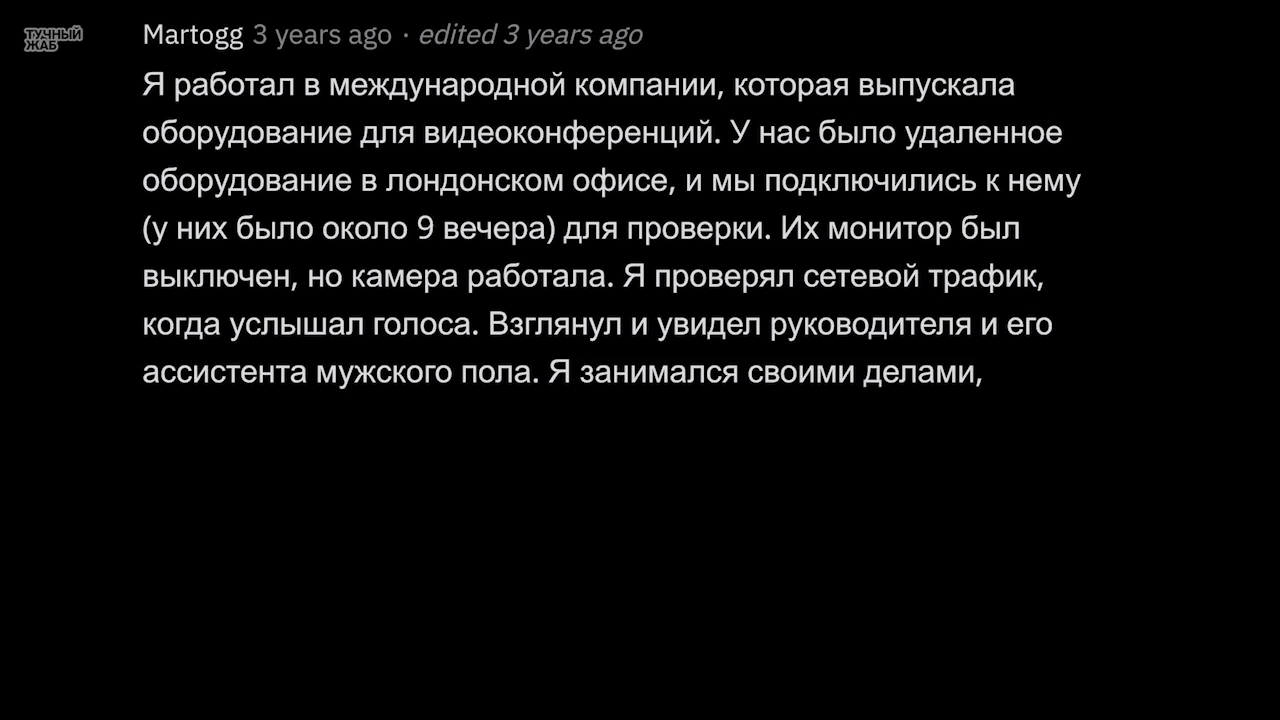 ТУЧНЫЙ
ЖАБ
Martogg 3 years ago · edited 3 years ago
Я работал в международной компании, которая выпускала
оборудование для видеоконференций. У нас было удаленное
оборудование в лондонском офисе, и мы подключились к нему
(у них было около 9 вечера) для проверки. Их монитор был
выключен, но камера работала. Я проверял сетевой трафик,
когда услышал голоса. Взглянул и увидел руководителя и его
ассистента мужского пола. Я занимался своими делами,